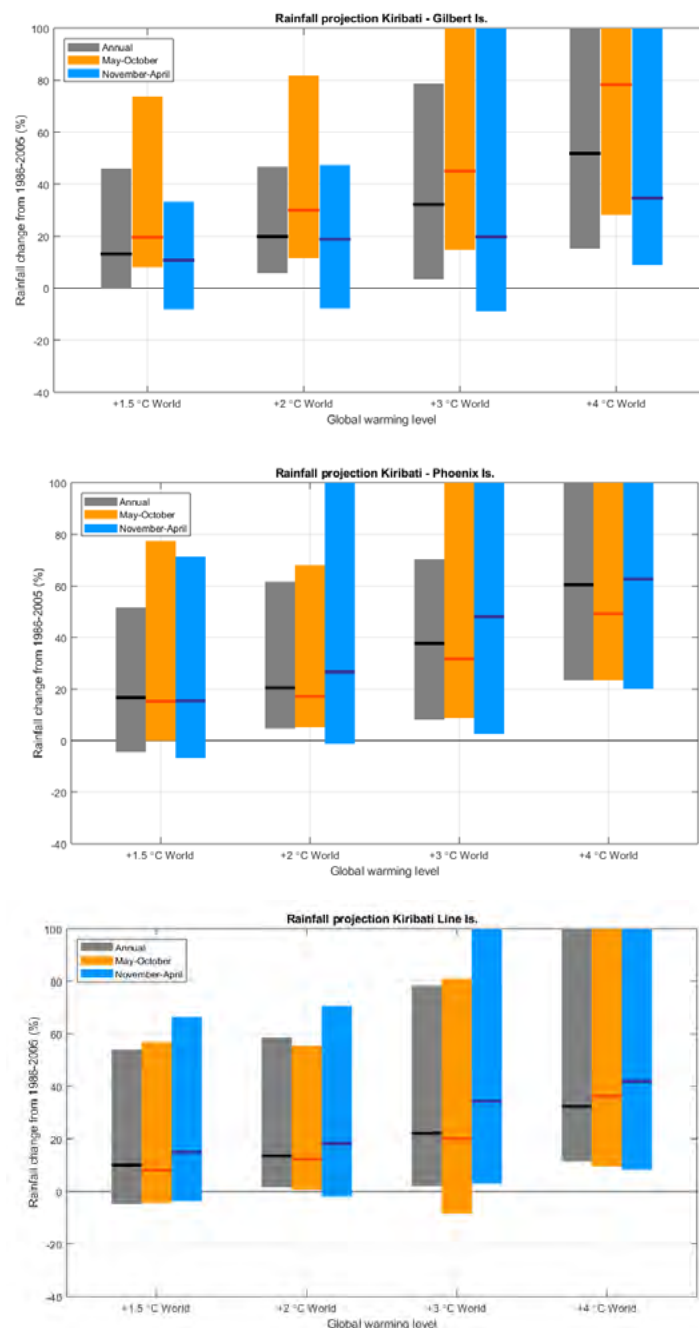 Rainfall projection Kiribati - Gilbert Is.
100
80
60
40
20
0
-20
-40
Rainfall change from 1986-2005 (%)
Annual
May-October
November-April
+1.5 °C World
+2 °C World
+3 °C World
+4 °C World
Global warming level
Rainfall projection Kiribati - Phoenix Is.
100
80
60
40
20
0
-20
-40
Rainfall change from 1986-2005 (%)
Annual
May-October
November-April
+1.5 °C World
+2 °C World
+3 °C World
+4 °C World
Global warming level
Rainfall projection Kiribati Line Is.
100
80
60
40
20
0
-20
-40
Rainfall change from 1986-2005 (%)
Annual
May-October
November-April
+1.5 °C World
+2 °C World
+3 °C World
+4 °C World
Global warming level